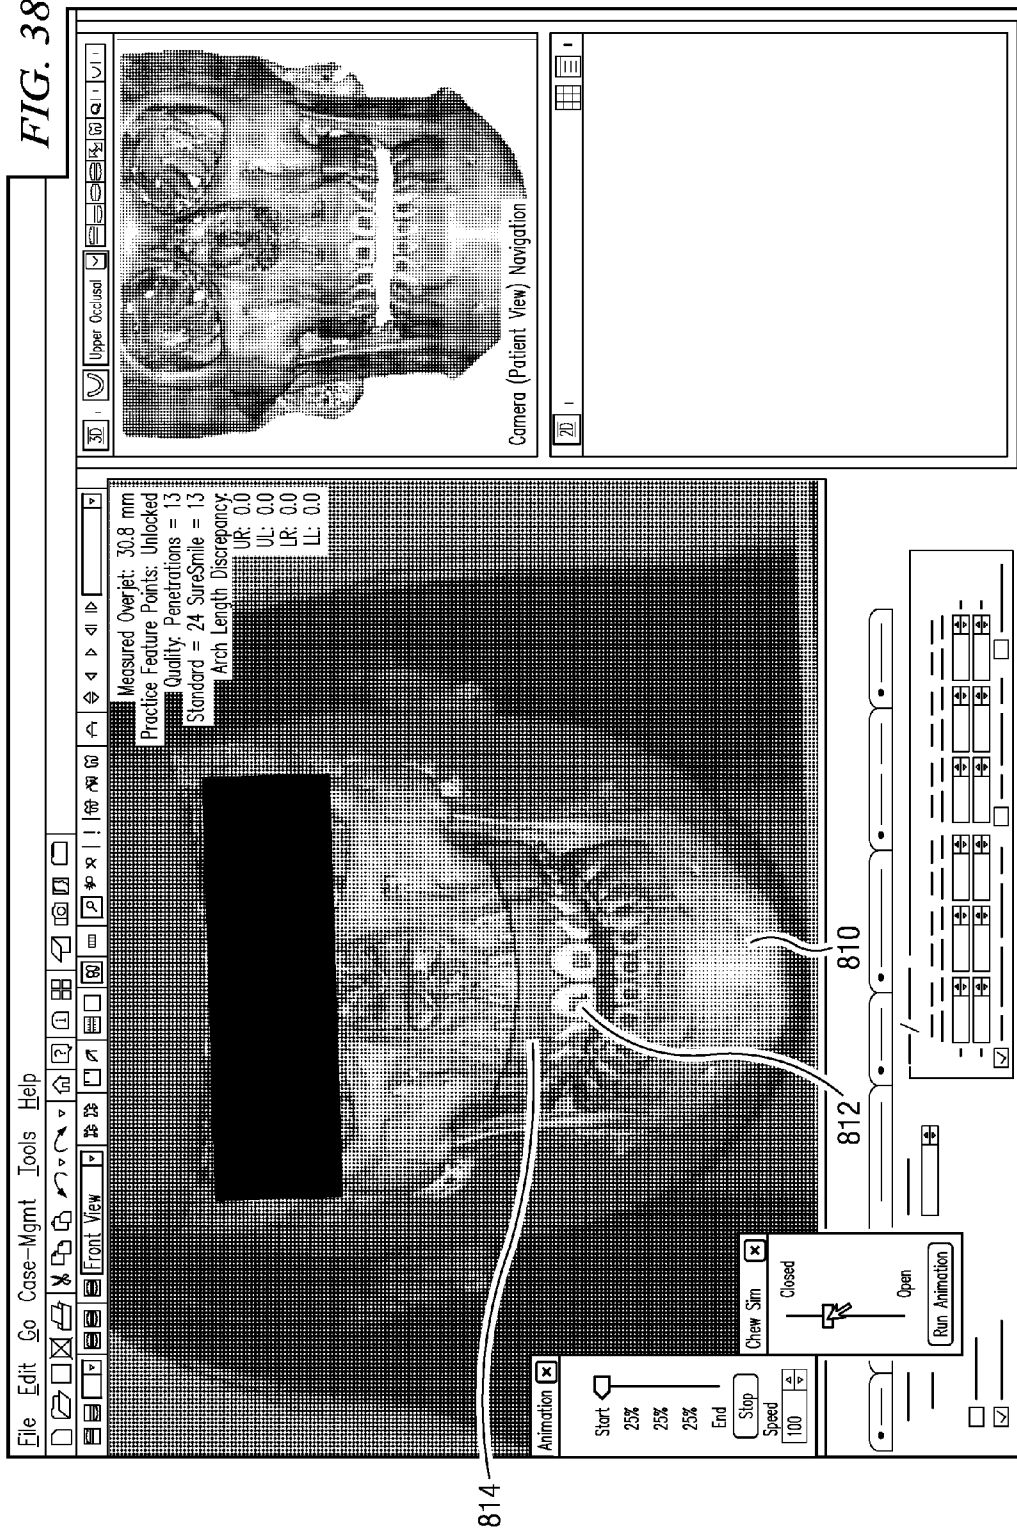 FIG. 38
File Edit Go Case-Mgmt Tools Help
Front View
Measured Overjet: 30.8 mm
Practice Feature Points: Unlocked
Quality: Penetrations = 13
Standard = 24 SureSmile = 13
Arch Length Discrepancy:
UR: 0.0
UL: 0.0
LR: 0.0
LL: 0.0
3D
Upper Occlusal
Camera (Patient View) Navigation
2D
Animation
Start
25%
25%
25%
End
Stop
Speed
100
Chew Sim
Closed
Open
Run Animation
814
812
810